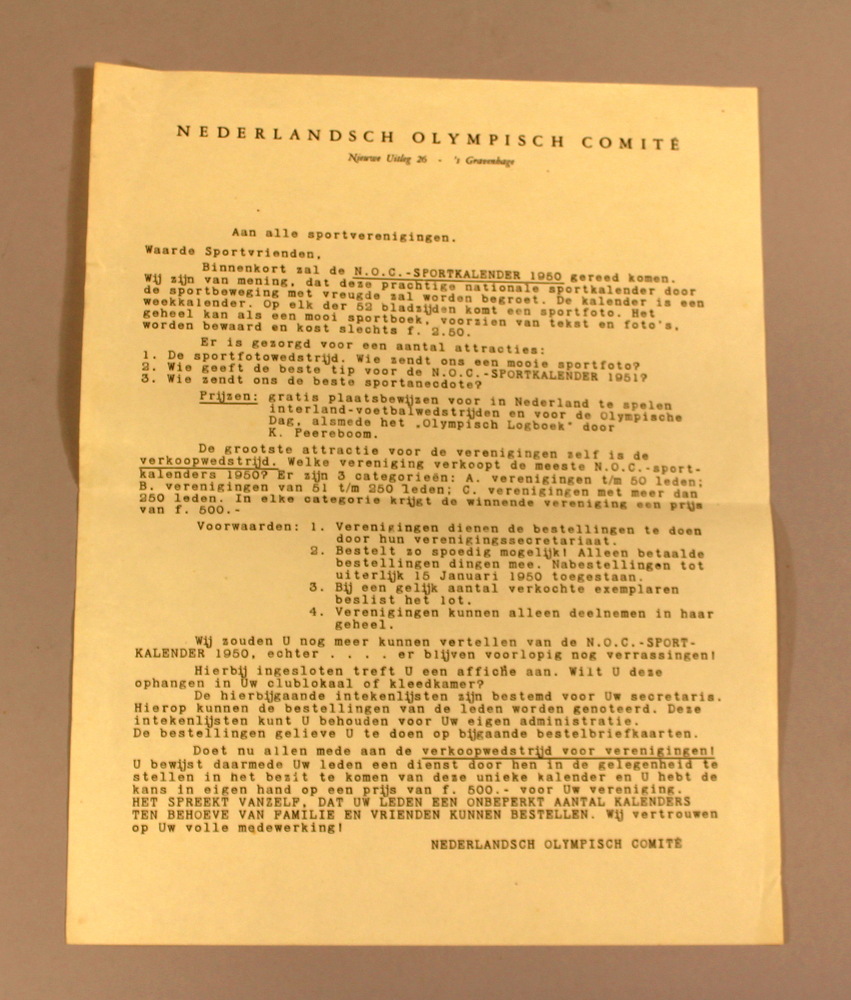 NEDERLANDSCH OLYMPISCH COMITÉ
Nieuwe Uitleg 26 - 's Gravenhage
Aan alle sportverenigingen.
Waarde Sportvrienden,
Binnenkort zal de N.O.C.-SPORTKALENDER 1950 gereed komen.
Wij zijn van mening, dat deze prachtige nationale sportkalender door
de sportbeweging met vreugde zal worden begroet. De kalender is een
weekkalender. Op elk der 52 bladzijden komt een sportfoto. Het
geheel kan als een mooi sportboek, voorzien van tekst en foto's,
worden bewaard en kost slechts f. 2.50.
Er is gezorgd voor een aantal attracties:
1. De sportfotowedstrijd. Wie zendt ons een mooie sportfoto?
2. Wie geeft de beste tip voor de N.O.C.-SPORTKALENDER 1951?
3. Wie zendt ons de beste sportanecdote?
Prijzen: gratis plaatsbewijzen voor in Nederland te spelen
interland-voetbalwedstrijden en voor de Olympische
Dag, alsmede het "Olympisch Logboek" door
K. Peereboom.
De grootste attractie voor de verenigingen zelf is de
verkoopwedstrijd. Welke vereniging verkoopt de meeste N.O.C.-sport-
kalenders 1950? Er zijn 3 categorieën: A. verenigingen t/m 50 leden;
B. verenigingen van 51 t/m 250 leden; C. verenigingen met meer dan
250 leden. In elke categorie krijgt de winnende vereniging een prijs
van f. 500.-
Voorwaarden: 1. Verenigingen dienen de bestellingen te doen
door hun verenigingssecretariaat.
2. Bestelt zo spoedig mogelijk! Alleen betaalde
bestellingen dingen mee. Nabestellingen tot
uiterlijk 15 Januari 1950 toegestaan.
3. Bij een gelijk aantal verkochte exemplaren
beslist het lot.
4. Verenigingen kunnen alleen deelnemen in haar
geheel.
Wij zouden U nog meer kunnen vertellen van de N.O.C.-SPORT-
KALENDER 1950, echter . . . . er blijven voorlopig nog verrassingen!
Hierbij ingesloten treft U een affiche aan. Wilt U deze
ophangen in Uw clublokaal of kleedkamer?
De hierbijgaande intekenlijsten zijn bestemd voor Uw secretaris.
Hierop kunnen de bestellingen van de leden worden genoteerd. Deze
intekenlijsten kunt U behouden voor Uw eigen administratie.
De bestellingen gelieve U te doen op bijgaande bestelbriefkaarten.
Doet nu allen mede aan de verkoopwedstrijd voor verenigingen!
U bewijst daarmede Uw leden een dienst door hen in de gelegenheid te
stellen in het bezit te komen van deze unieke kalender en U hebt de
kans in eigen hand op een prijs van f. 500.- voor Uw vereniging.
HET SPREEKT VANZELF, DAT UW LEDEN EEN ONBEPERKT AANTAL KALENDERS
TEN BEHOEVE VAN FAMILIE EN VRIENDEN KUNNEN BESTELLEN. Wij vertrouwen
op Uw volle medewerking!
NEDERLANDSCH OLYMPISCH COMITÉ